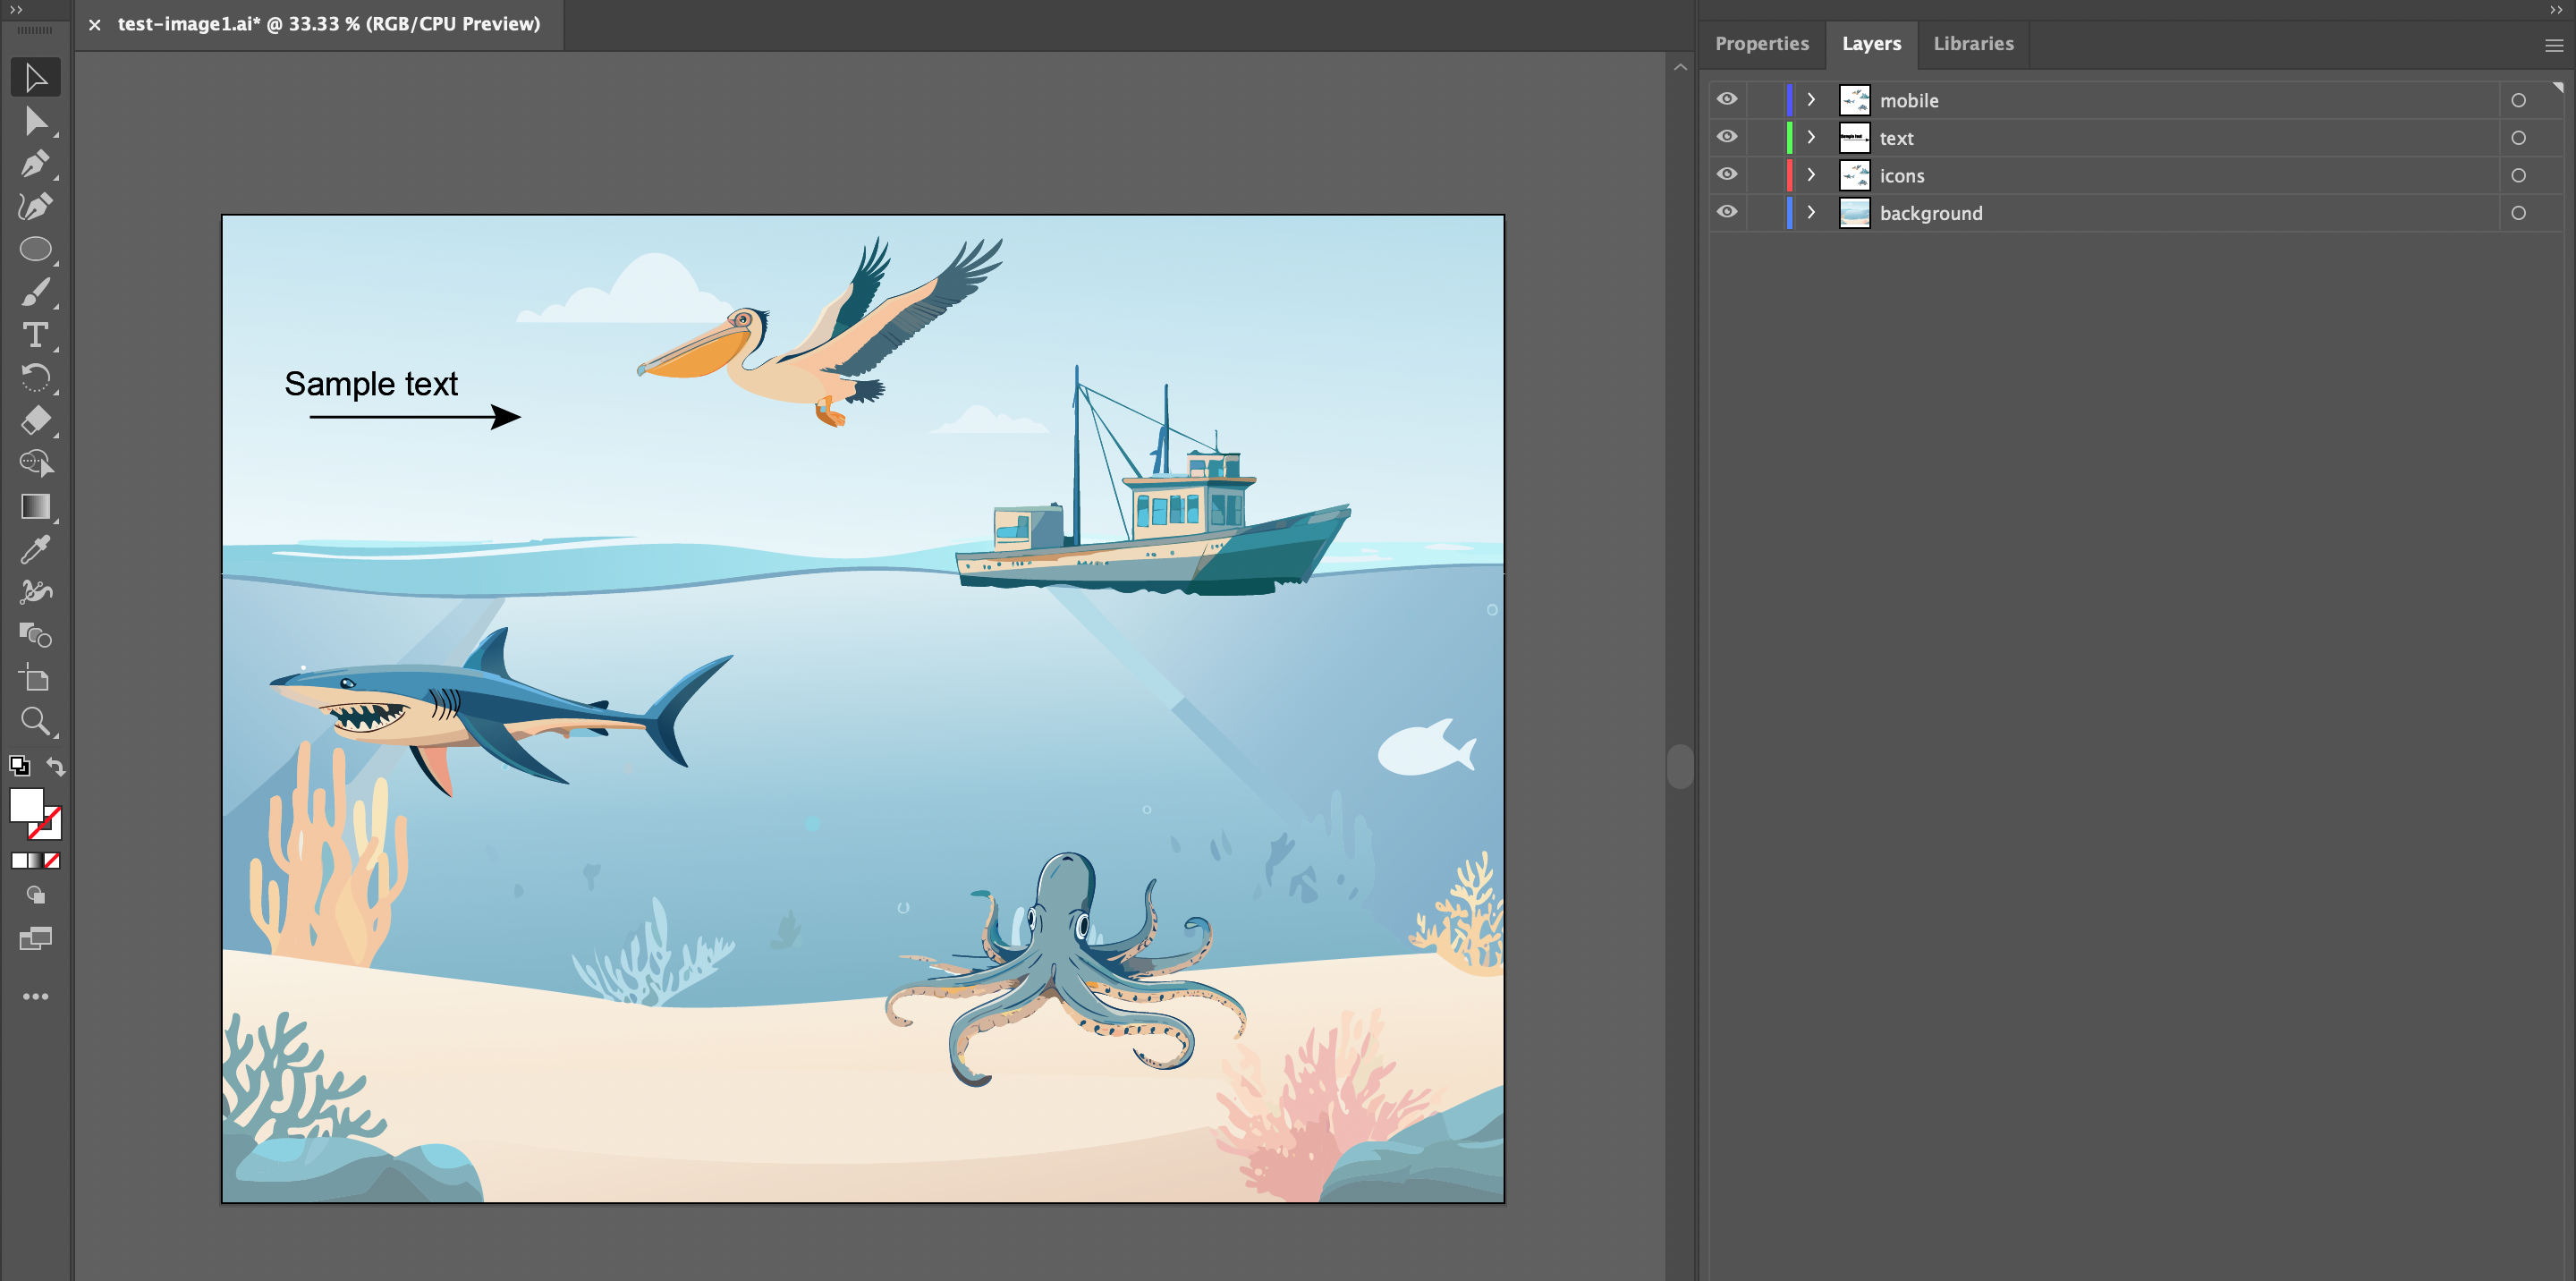 test-image1.ai* @ 33.33 % (RGB/CPU Preview)
Properties
Layers
Libraries
mobile
text
icons
background
Sample text